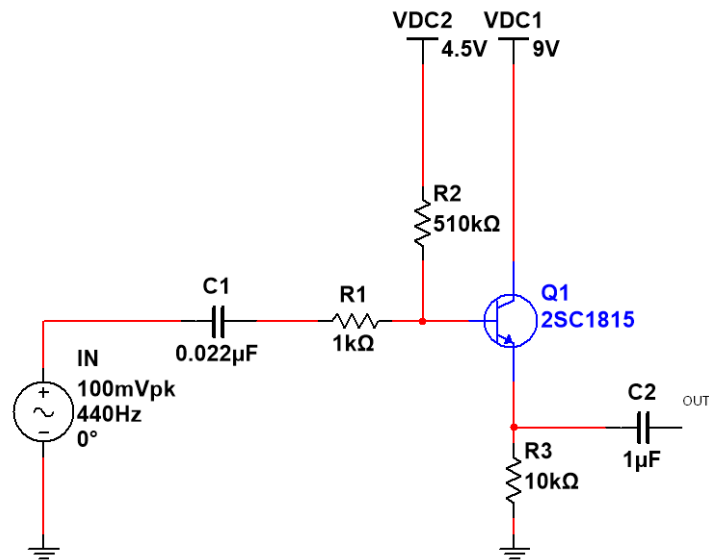 VDC2
4.5V
VDC1
9V
R2
510kΩ
C1
0.022μF
R1
1kΩ
Q1
2SC1815
IN
100mVpk
440Hz
0°
C2
1μF
OUT
R3
10kΩ